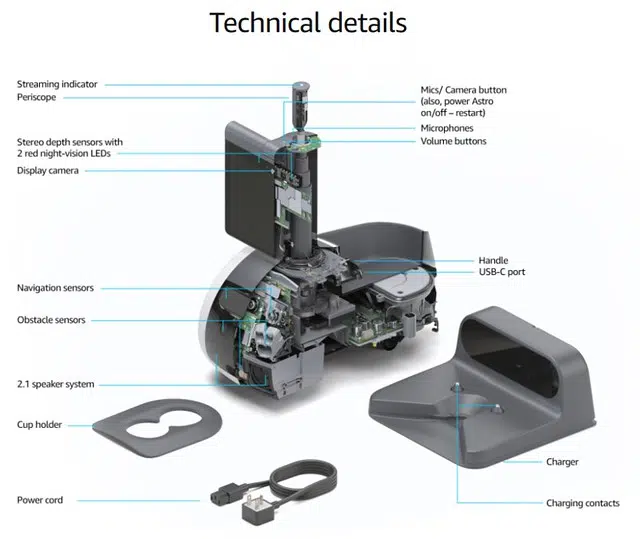 Technical details
Streaming indicator
Periscope
Stereo depth sensors with
2 red night-vision LEDs
Display camera
Navigation sensors
Obstacle sensors
2.1 speaker system
Cup holder
Power cord
Mics/ Camera button
(also, power Astro
on/off – restart)
Microphones
Volume buttons
Handle
USB-C port
Charger
Charging contacts